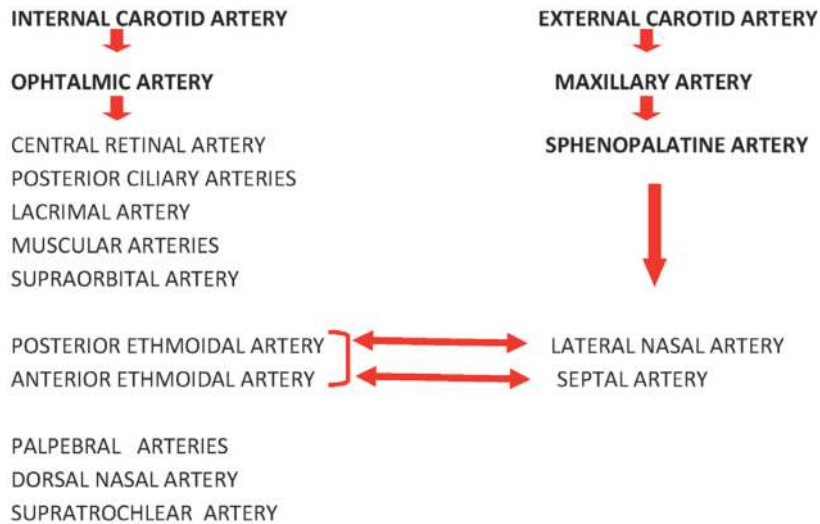 INTERNAL CAROTID ARTERY
OPHTALMIC ARTERY
CENTRAL RETINAL ARTERY
POSTERIOR CILIARY ARTERIES
LACRIMAL ARTERY
MUSCULAR ARTERIES
SUPRAORBITAL ARTERY
POSTERIOR ETHMOIDAL ARTERY
ANTERIOR ETHMOIDAL ARTERY
PALPEBRAL ARTERIES
DORSAL NASAL ARTERY
SUPRATROCHLEAR ARTERY
EXTERNAL CAROTID ARTERY
MAXILLARY ARTERY
SPHENOPALATINE ARTERY
LATERAL NASAL ARTERY
SEPTAL ARTERY